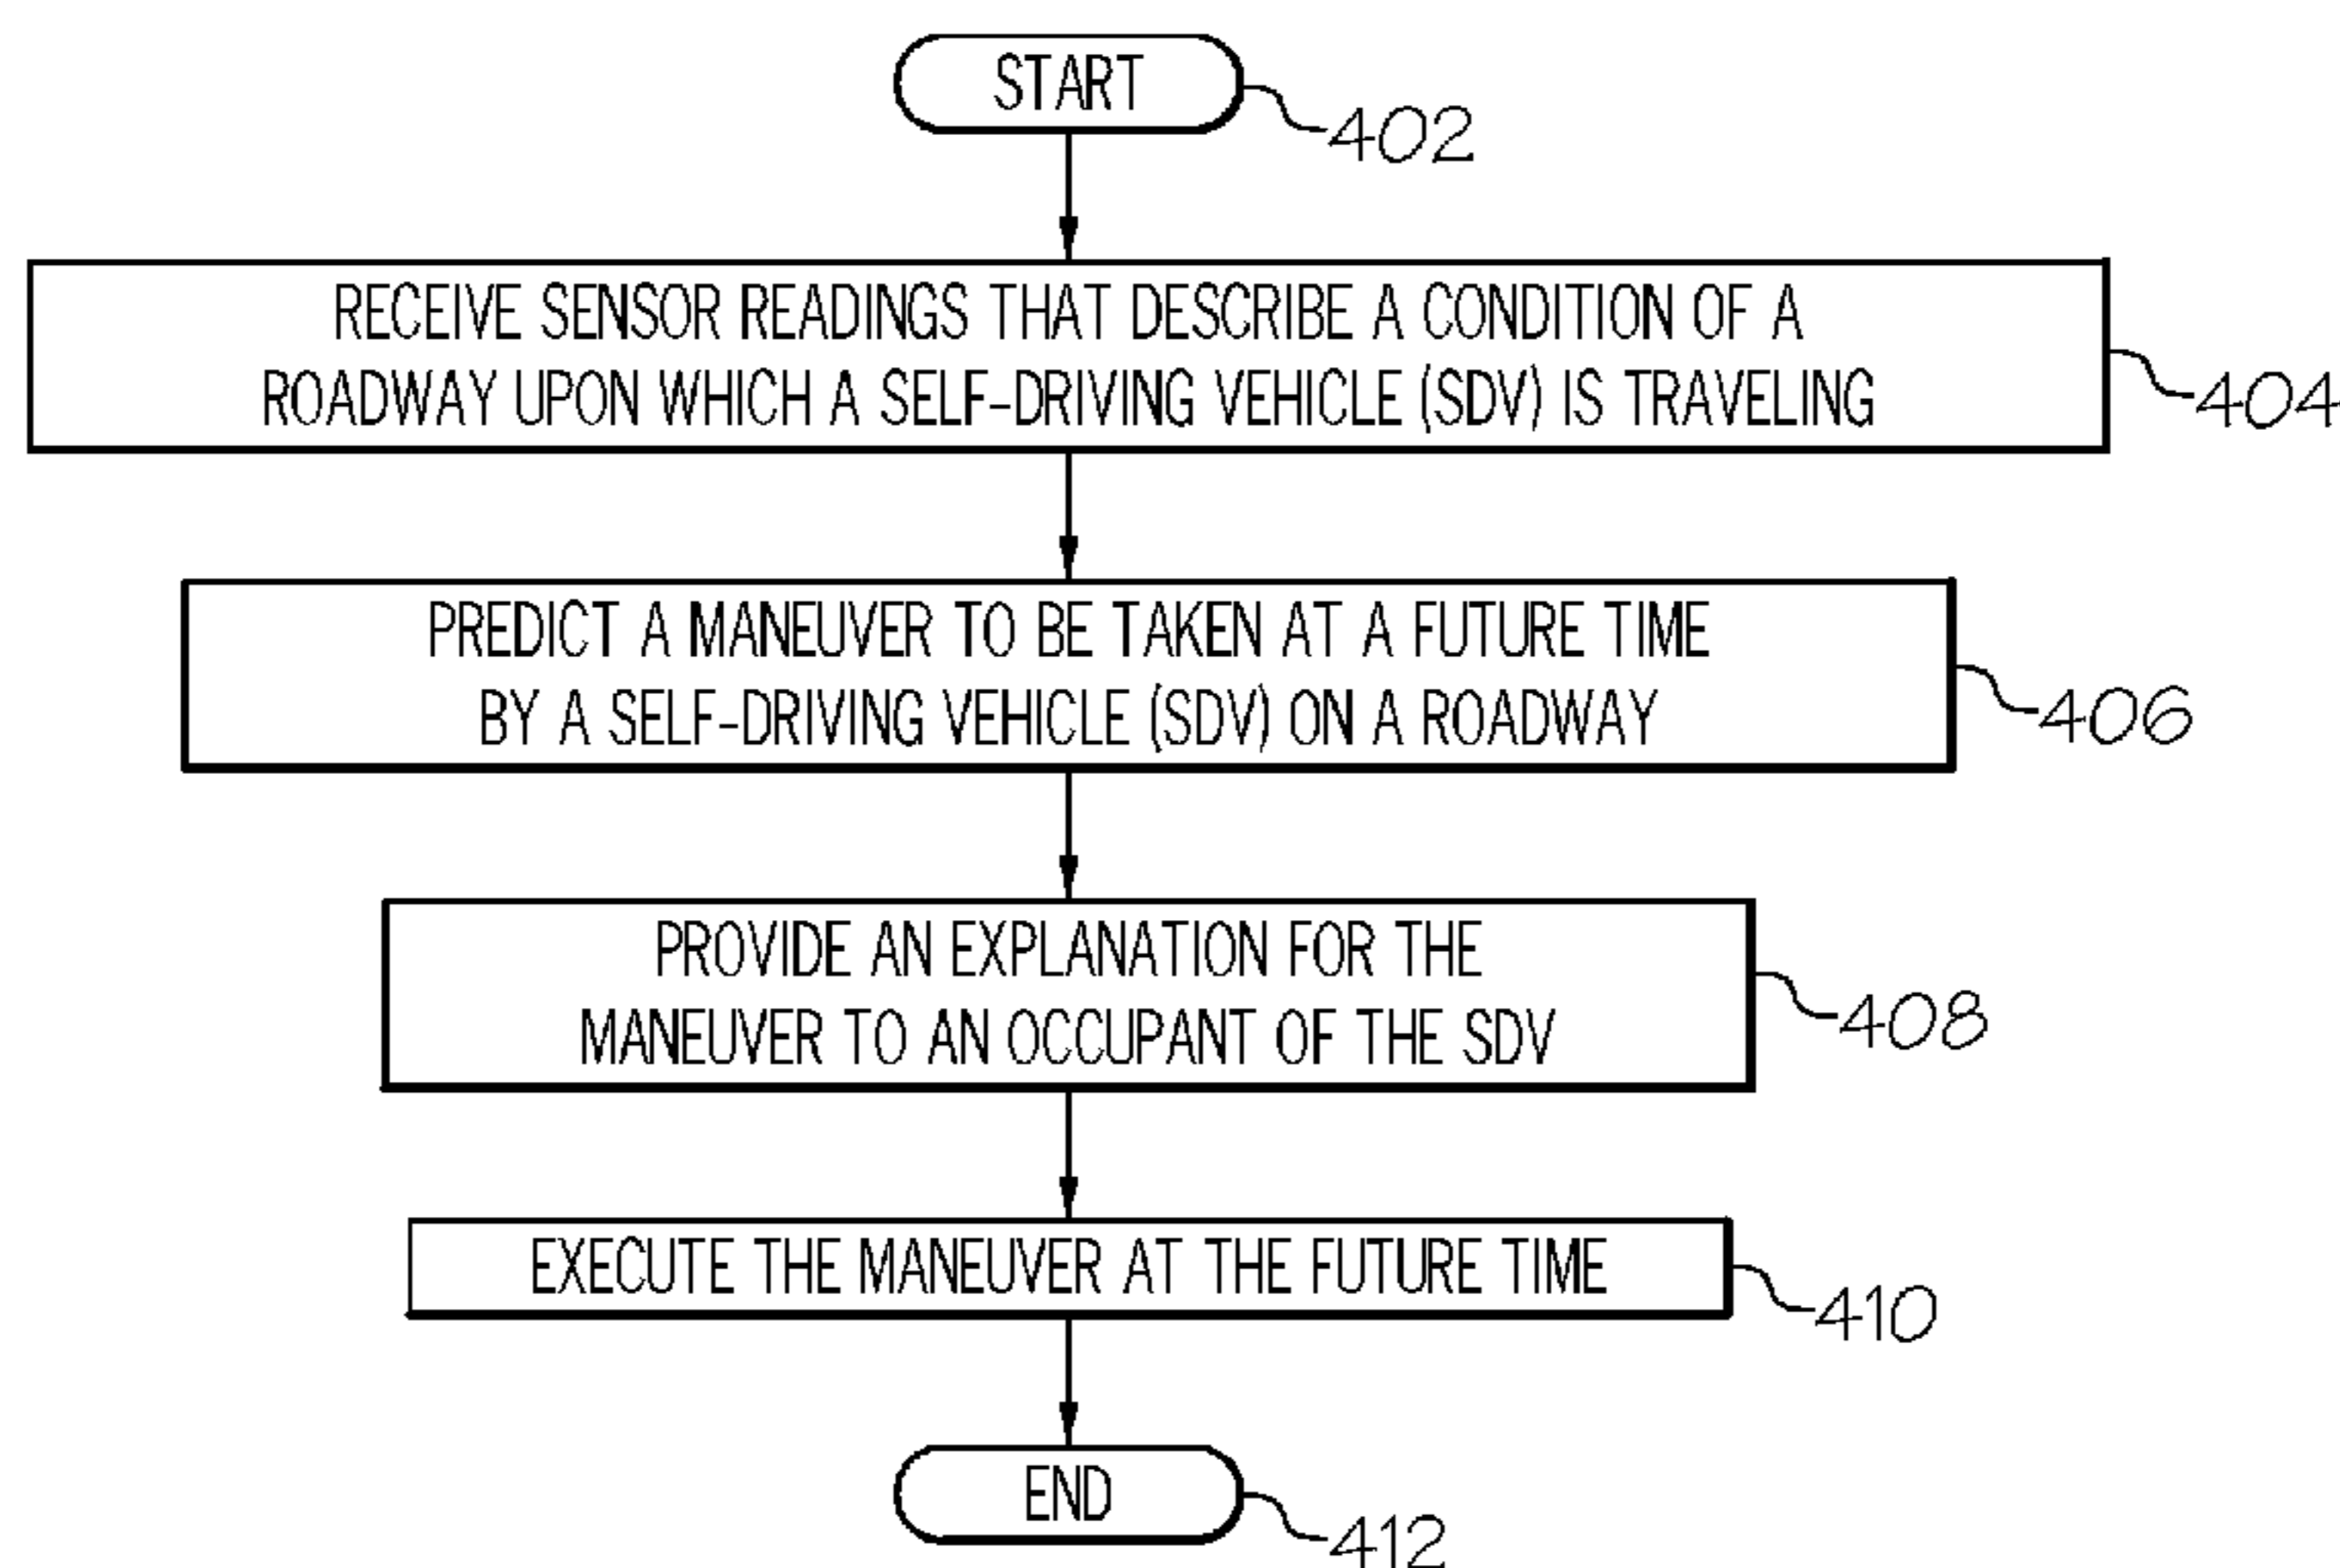 START
402
RECEIVE SENSOR READINGS THAT DESCRIBE A CONDITION OF A
ROADWAY UPON WHICH A SELF-DRIVING VEHICLE (SDV) IS TRAVELING
404
PREDICT A MANEUVER TO BE TAKEN AT A FUTURE TIME
BY A SELF-DRIVING VEHICLE (SDV) ON A ROADWAY
406
PROVIDE AN EXPLANATION FOR THE
MANEUVER TO AN OCCUPANT OF THE SDV
408
EXECUTE THE MANEUVER AT THE FUTURE TIME
410
END
412